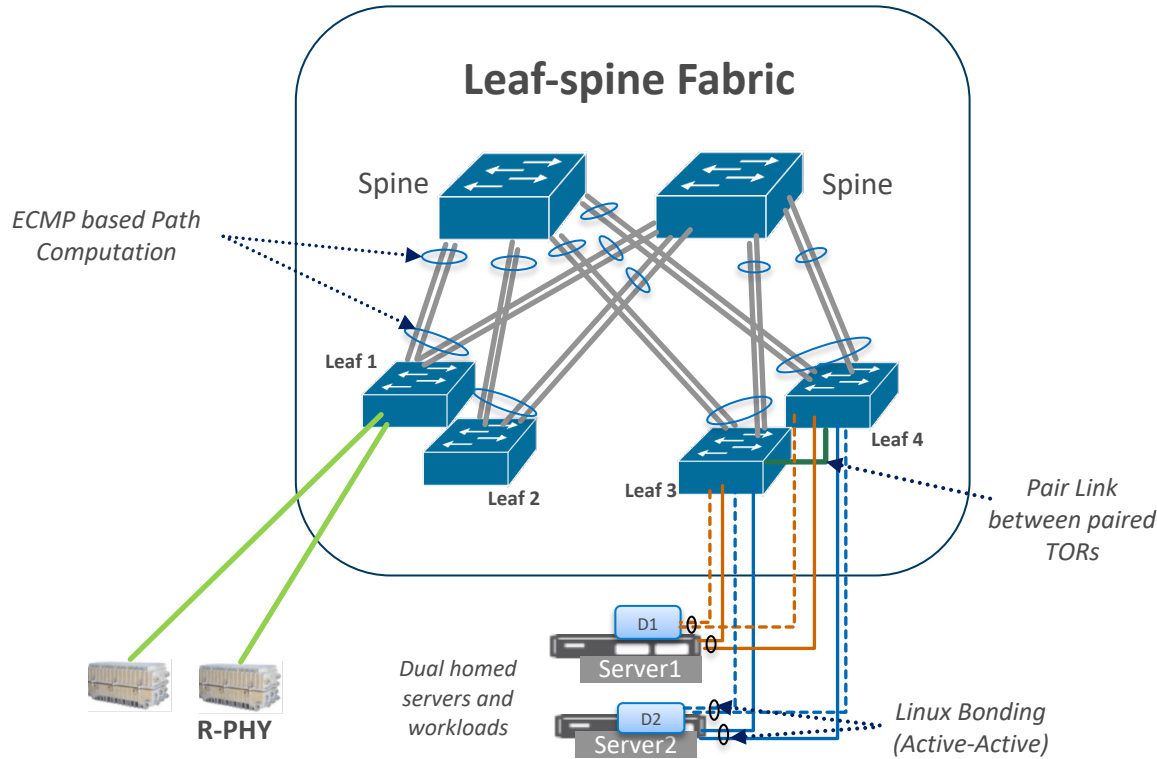 Leaf-spine Fabric
Spine
Spine
ECMP based Path
Computation
Leaf 1
Leaf 2
Leaf 3
Leaf 4
Pair Link
between paired
TORs
D1
Server1
Dual homed
servers and
workloads
D2
Server2
Linux Bonding
(Active-Active)
R-PHY